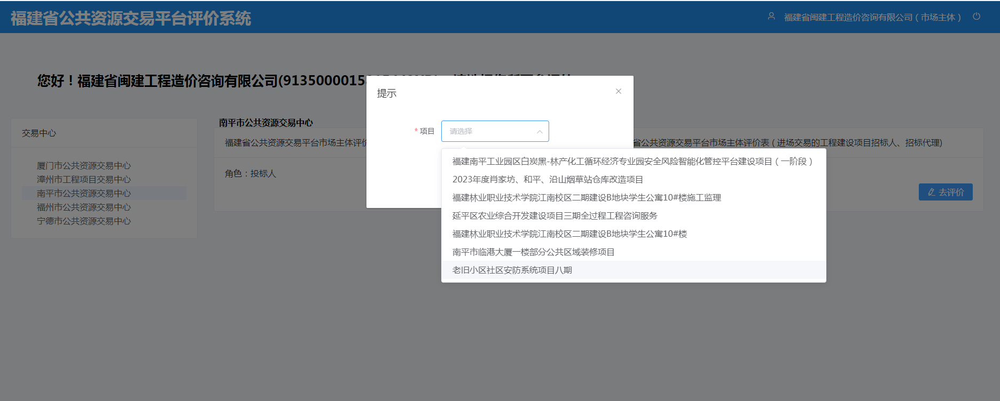 福建省公共资源交易平台评价系统
福建省闽建工程造价咨询有限公司（市场主体）
您好！福建省闽建工程造价咨询有限公司(9135000015
提示
* 项目
请选择
交易中心
厦门市公共资源交易中心
漳州市工程项目交易中心
南平市公共资源交易中心
福州市公共资源交易中心
宁德市公共资源交易中心
南平市公共资源交易中心
福建省公共资源交易平台市场主体评价
省公共资源交易平台市场主体评价表（进场交易的工程建设项目招标人、招标代理)
角色：投标人
去评价
福建南平工业园区白炭黑-林产化工循环经济专业园安全风险智能化管控平台建设项目（一阶段）
2023年度肖家坊、和平、沿山烟草站仓库改造项目
福建林业职业技术学院江南校区二期建设B地块学生公寓10#楼施工监理
延平区农业综合开发建设项目三期全过程工程咨询服务
福建林业职业技术学院江南校区二期建设B地块学生公寓10#楼
南平市临港大厦一楼部分公共区域装修项目
老旧小区社区安防系统项目八期